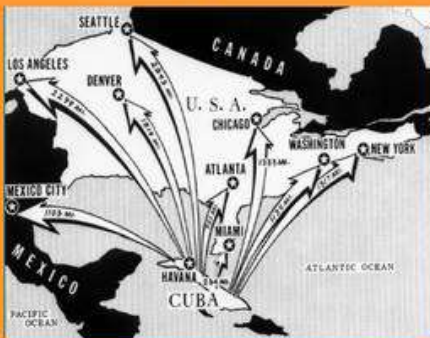 SEATTLE
CANADA
LOS ANGELES
DENVER
U. S. A.
CHICAGO
WASHINGTON
NEW YORK
ATLANTA
MEXICO CITY
MIAMI
HAVANA
ATLANTIC OCEAN
CUBA
MEXICO
PACIFIC
OCEAN